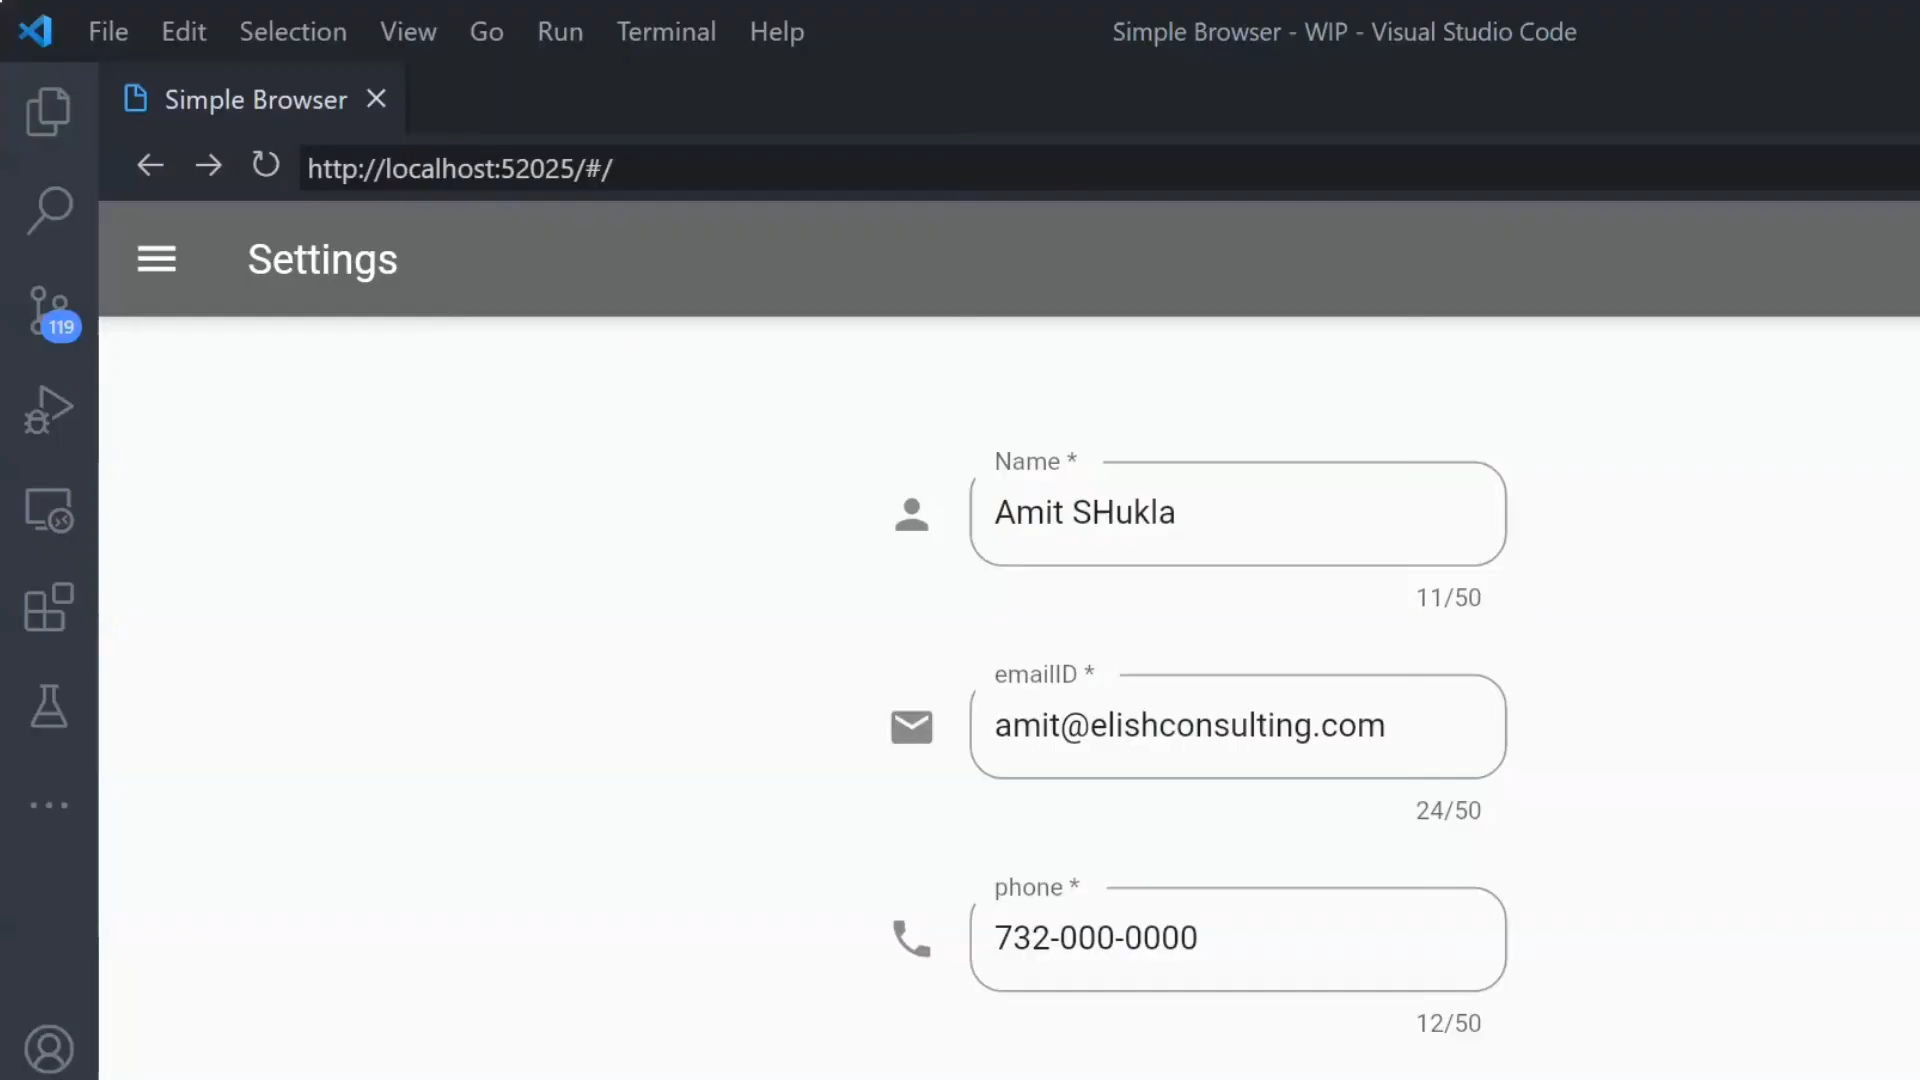 File Edit Selection View Go Run Terminal Help Simple Browser - WIP - Visual Studio Code
Simple Browser
http://localhost:52025/#/
Settings
119
Name *
Amit SHukla
11/50
emailID *
amit@elishconsulting.com
24/50
phone *
732-000-0000
12/50